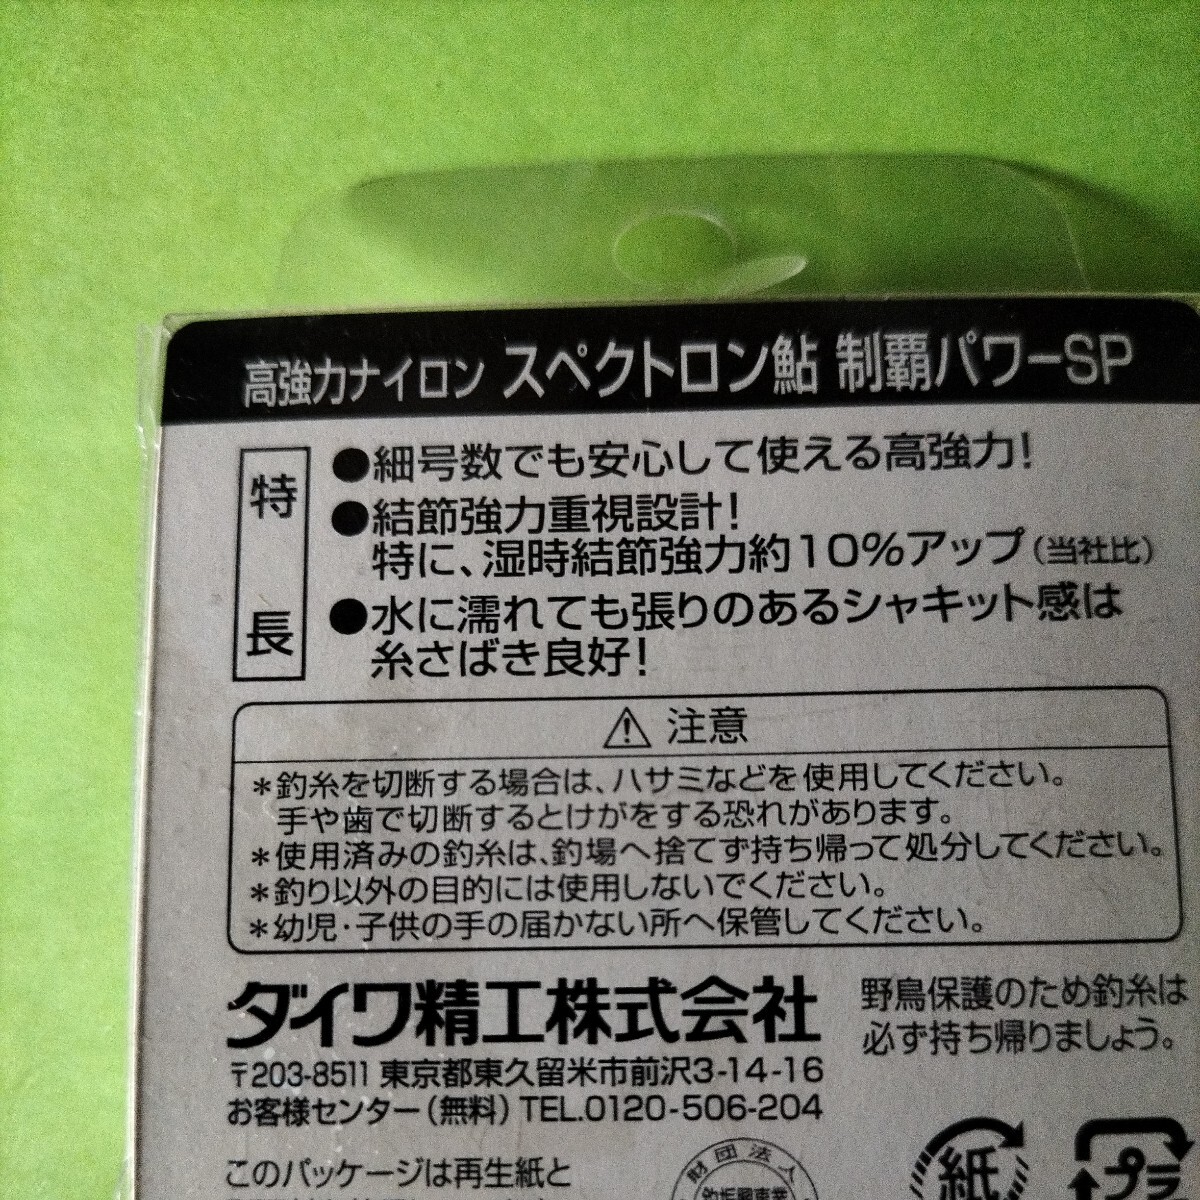 高強力ナイロン スペクトロン鮎 制覇パワーSP
特長
●細号数でも安心して使える高強力!
●結節強力重視設計!
特に、湿時結節強力約10%アップ(当社比)
●水に濡れても張りのあるシャキット感は
糸さばき良好!
⚠ 注意
*釣糸を切断する場合は、ハサミなどを使用してください。
手や歯で切断するとけがをする恐れがあります。
*使用済みの釣糸は、釣場へ捨てず持ち帰って処分してください。
*釣り以外の目的には使用しないでください。
*幼児・子供の手の届かない所へ保管してください。
ダイワ精工株式会社
〒203-8511 東京都東久留米市前沢3-14-16
お客様センター(無料)TEL.0120-506-204
野鳥保護のため釣糸は
必ず持ち帰りましょう。
このパッケージは再生紙と
財団法人
紙
プラ